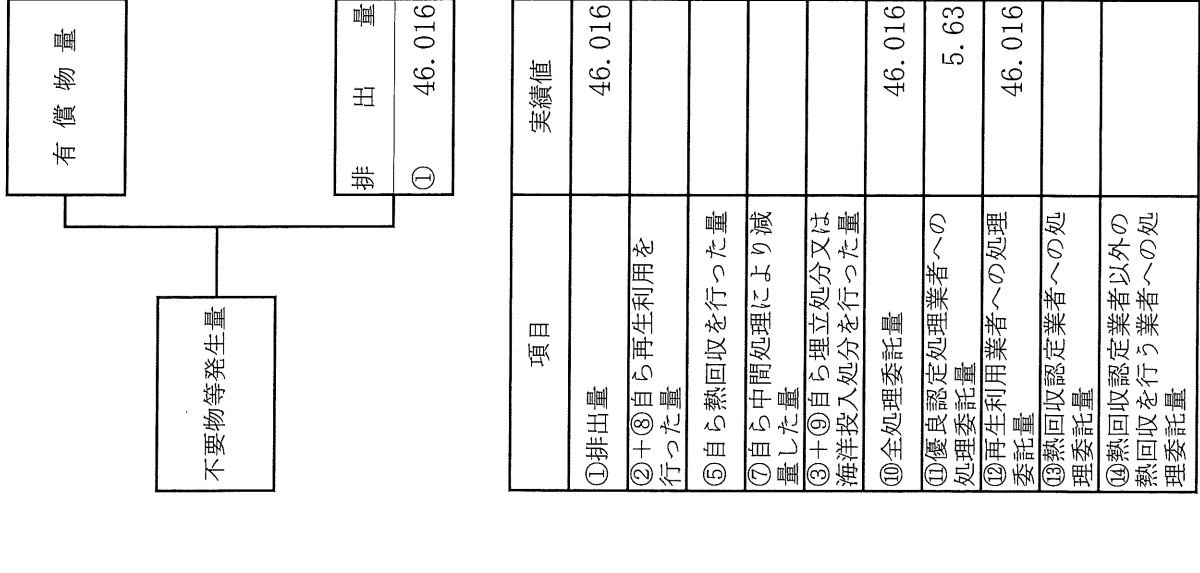 有償物量
不要物等発生量
排出量
① 46.016
項目 実績値
①排出量 46.016
②+⑧自ら再生利用を
行った量
⑤自ら熱回収を行った量
⑦自ら中間処理により減
量した量
③+⑨自ら埋立処分又は
海洋投入処分を行った量
⑩全処理委託量 46.016
⑪優良認定処理業者への
処理委託量 5.63
⑫再生利用業者への処理
委託量 46.016
⑬熱回収認定業者への処
理委託量
⑭熱回収認定業者以外の
熱回収を行う業者への処
理委託量